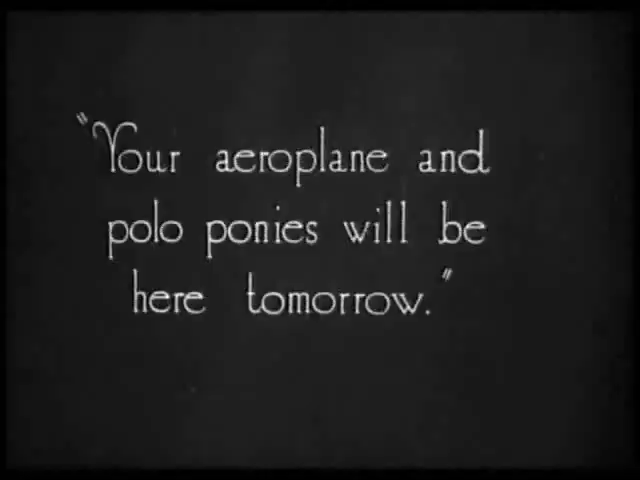 "Your aeroplane and
polo ponies will be
here tomorrow."